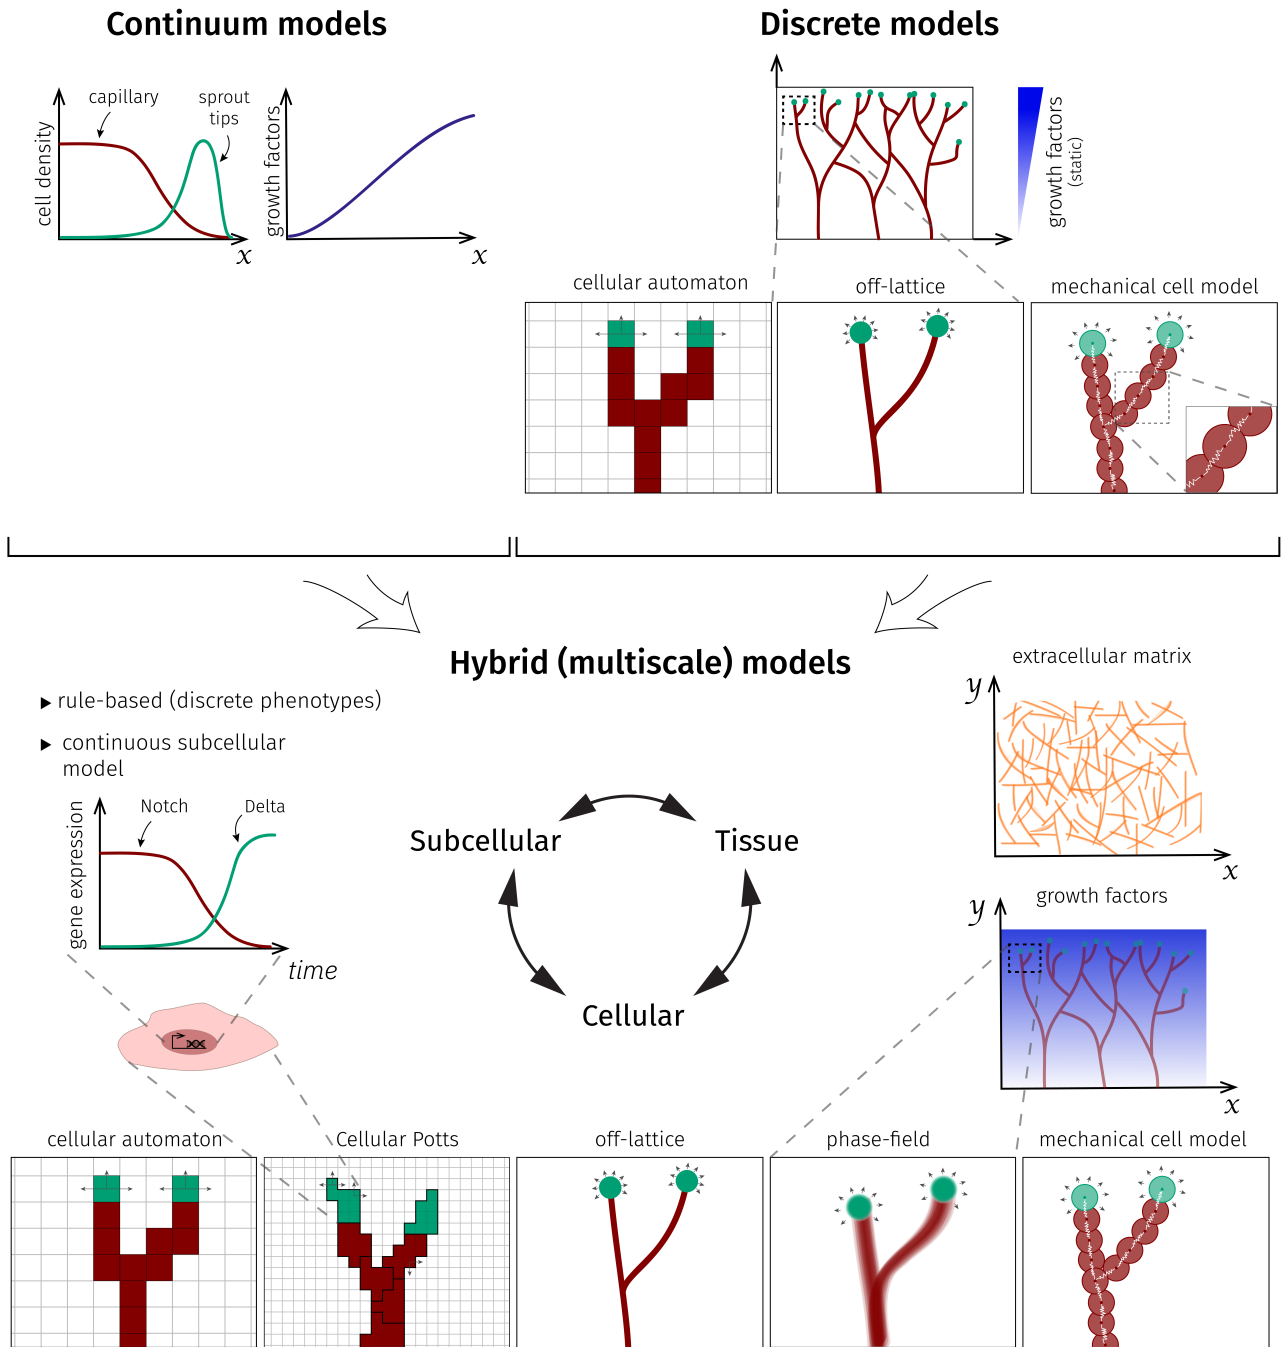 Continuum models
Discrete models
capillary
sprout
tips
cell density
x
growth factors
x
growth factors
(static)
cellular automaton
off-lattice
mechanical cell model
Hybrid (multiscale) models
▶ rule-based (discrete phenotypes)
▶ continuous subcellular
model
Notch
Delta
gene expression
time
Subcellular
Tissue
Cellular
extracellular matrix
y
x
growth factors
y
x
cellular automaton
Cellular Potts
off-lattice
phase-field
mechanical cell model